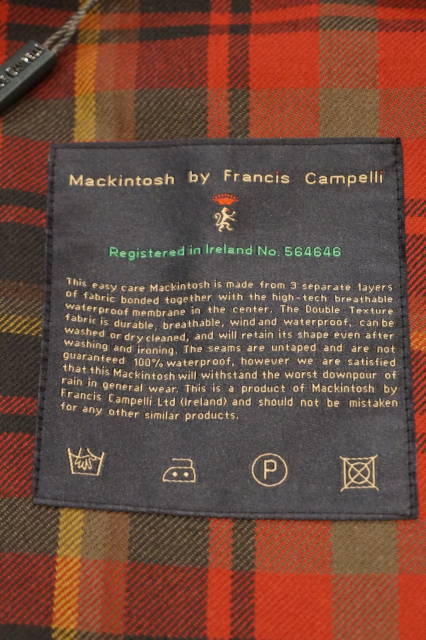 CAMPELLI
Mackintosh by Francis Campelli
Registered in Ireland No. 564646
This easy care Mackintosh is made from 3 separate layers
of fabric bonded together with the high-tech breathable
waterproof membrane in the center. The Double Texture
fabric is durable, breathable, wind and waterproof, can be
washed or dry cleaned, and will retain its shape even after
washing and ironing. The seams are untaped and are not
guaranteed 100% waterproof, however we are satisfied
that this Mackintosh will withstand the worst downpour of
rain in general wear. This is a product of Mackintosh by
Francis Campelli Ltd (Ireland) and should not be mistaken
for any other similar products.
P